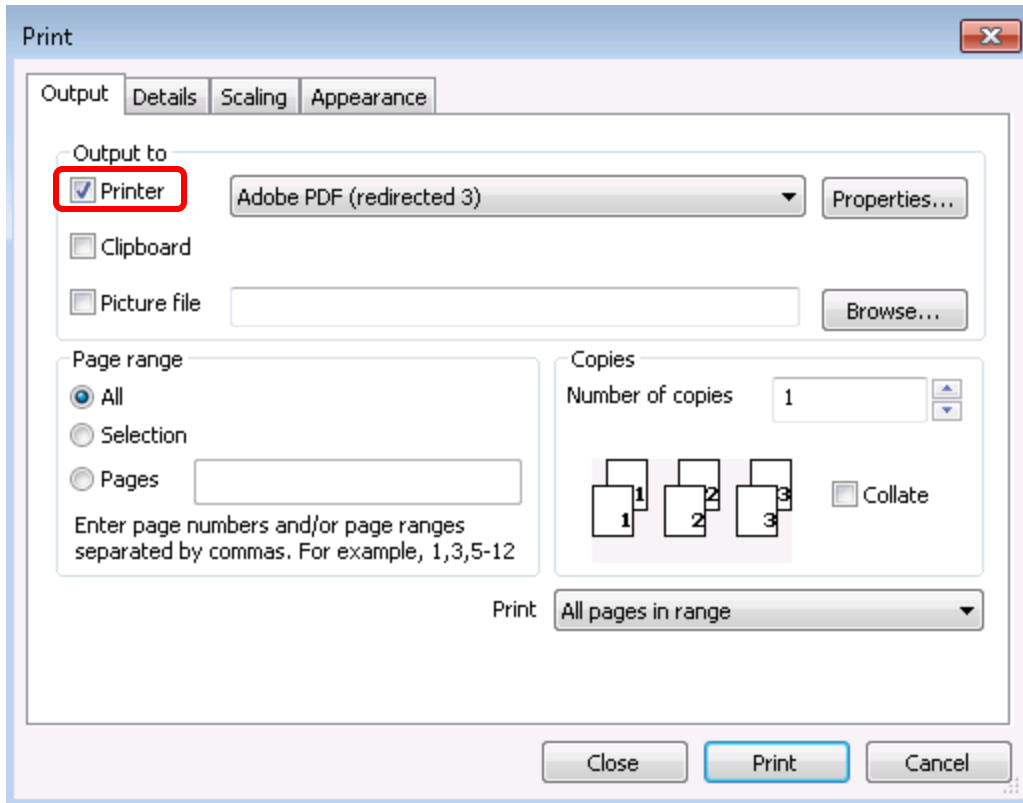 Print
Output Details Scaling Appearance
Output to
Printer Adobe PDF (redirected 3) Properties...
Clipboard
Picture file Browse...
Page range
All
Selection
Pages
Enter page numbers and/or page ranges
separated by commas. For example, 1,3,5-12
Copies
Number of copies 1
1 2 3
1 2 3
Collate
Print All pages in range
Close Print Cancel